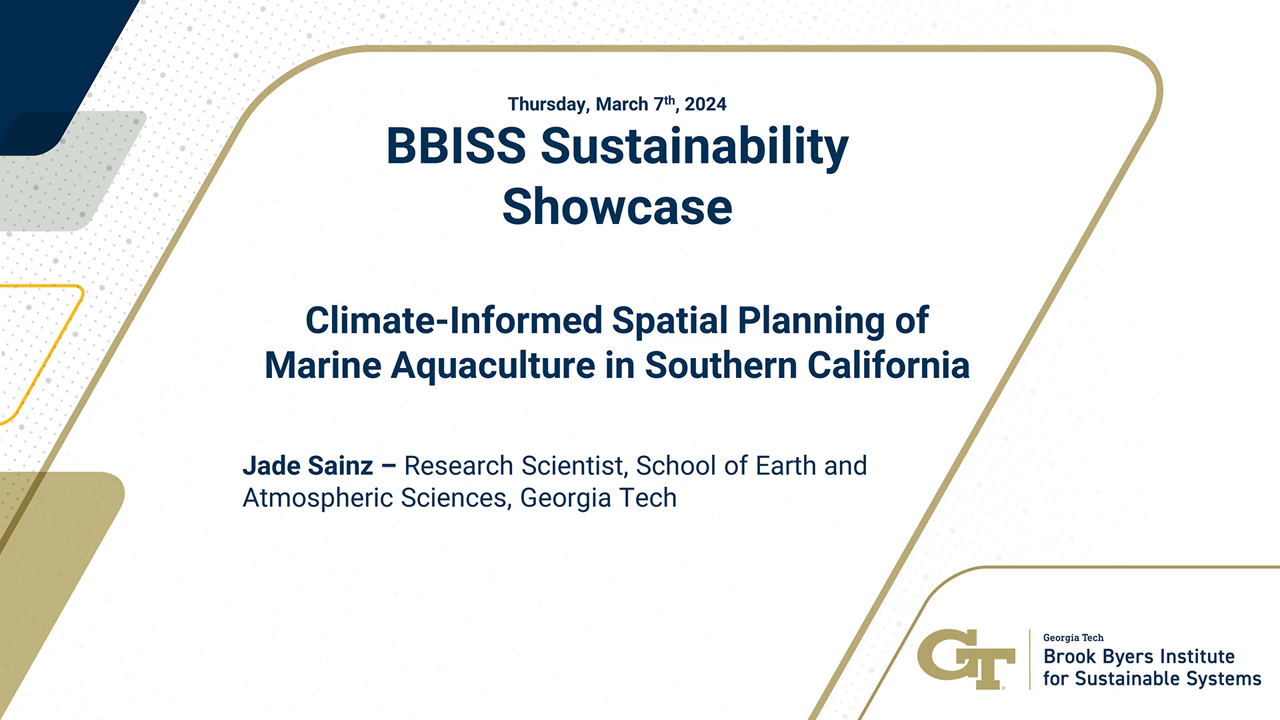 Thursday, March 7th, 2024
BBISS Sustainability
Showcase
Climate-Informed Spatial Planning of
Marine Aquaculture in Southern California
Jade Sainz – Research Scientist, School of Earth and
Atmospheric Sciences, Georgia Tech
GT
Georgia Tech
Brook Byers Institute
for Sustainable Systems